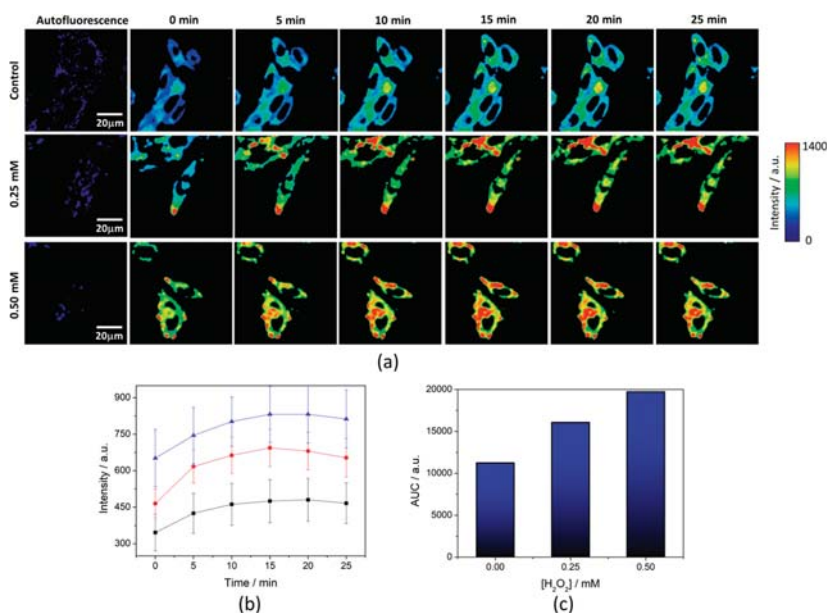 Autofluorescence 0 min 5 min 10 min 15 min 20 min 25 min
Control
20μm
0.25 mM
20μm
0.50 mM
20μm
Intensity / a.u.
1400
0
(a)
Intensity / a.u.
900
750
600
450
300
0 5 10 15 20 25
Time / min
(b)
AUC / a.u.
20000
15000
10000
5000
0
0.00 0.25 0.50
[H₂O₂] / mM
(c)